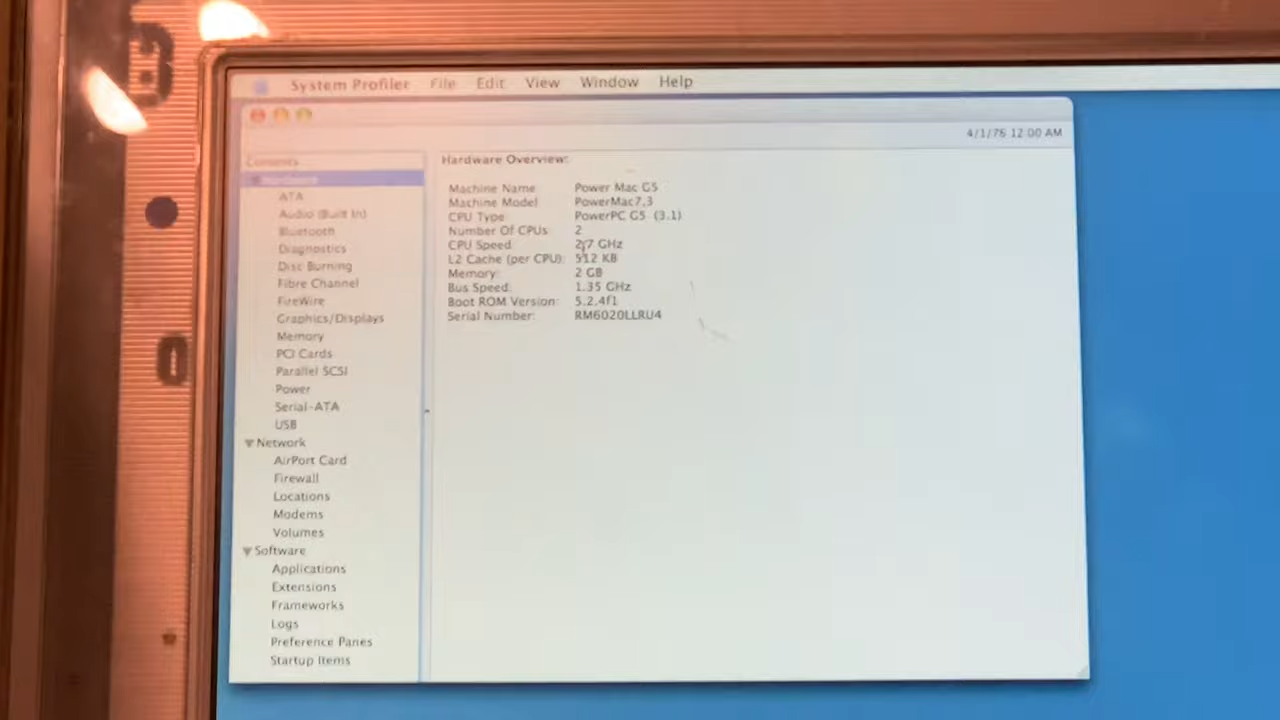 System Profiler File Edit View Window Help
4/1/76 12:00 AM
Contents
Hardware
ATA
Audio (Built In)
Bluetooth
Diagnostics
Disc Burning
Fibre Channel
FireWire
Graphics/Displays
Memory
PCI Cards
Parallel SCSI
Power
Serial-ATA
USB
Network
AirPort Card
Firewall
Locations
Modems
Volumes
Software
Applications
Extensions
Frameworks
Logs
Preference Panes
Startup Items
Hardware Overview:
Machine Name: Power Mac G5
Machine Model: PowerMac7,3
CPU Type: PowerPC G5 (3.1)
Number Of CPUs: 2
CPU Speed: 2.7 GHz
L2 Cache (per CPU): 512 KB
Memory: 2 GB
Bus Speed: 1.35 GHz
Boot ROM Version: 5.2.4f1
Serial Number: RM6020LLRU4